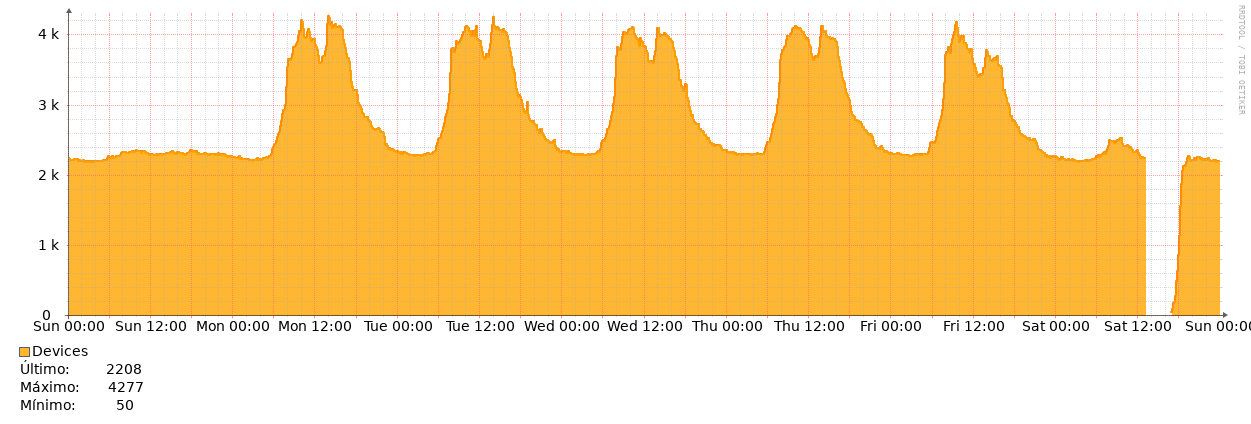 RRDTOOL / TOBI OETIKER
4 k
3 k
2 k
1 k
0
Sun 00:00 Sun 12:00 Mon 00:00 Mon 12:00 Tue 00:00 Tue 12:00 Wed 00:00 Wed 12:00 Thu 00:00 Thu 12:00 Fri 00:00 Fri 12:00 Sat 00:00 Sat 12:00 Sun 00:00
Devices
Último: 2208
Máximo: 4277
Mínimo: 50